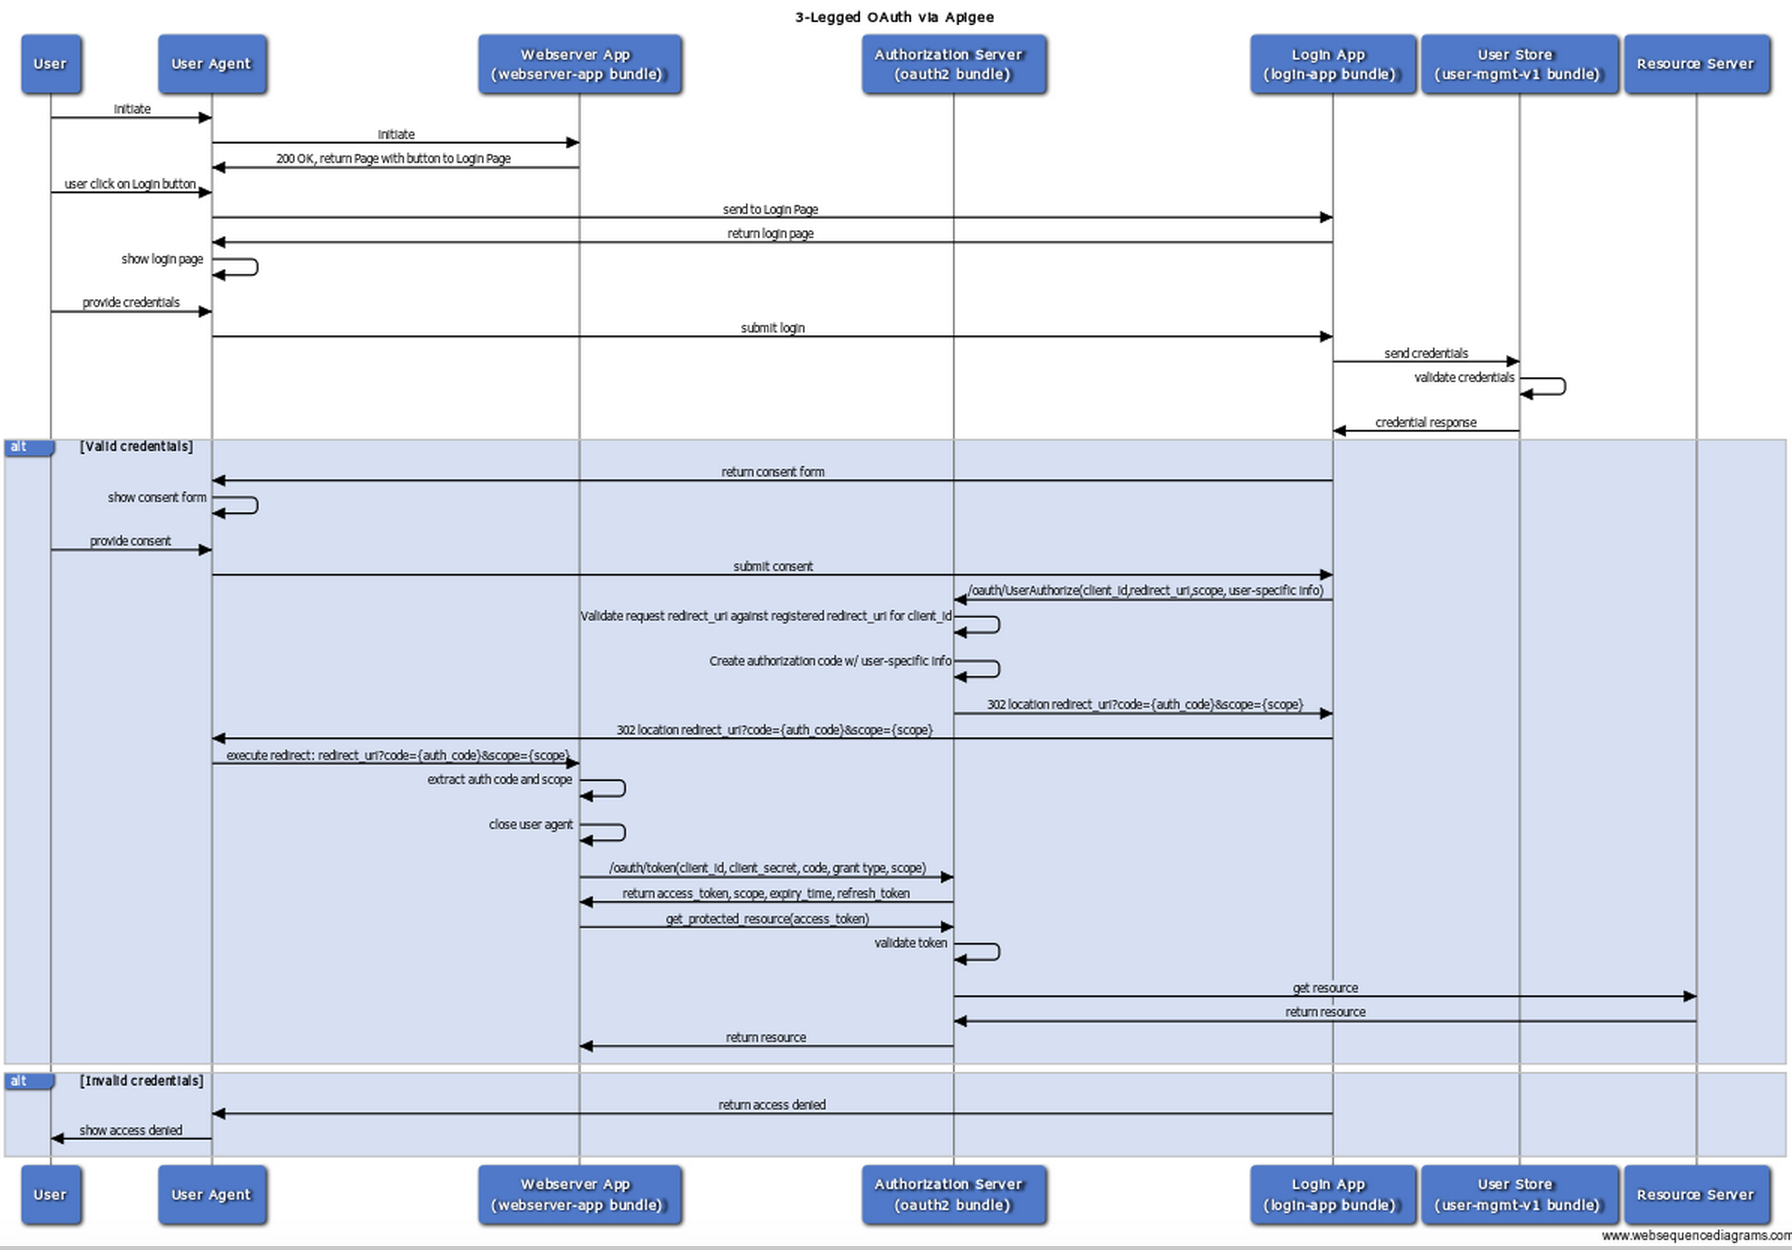 3-Legged OAuth via Apigee
User
User Agent
Webserver App
(webserver-app bundle)
Authorization Server
(oauth2 bundle)
Login App
(login-app bundle)
User Store
(user-mgmt-v1 bundle)
Resource Server
initiate
initiate
200 OK, return Page with button to Login Page
user click on Login button
send to Login Page
return login page
show login page
provide credentials
submit login
send credentials
validate credentials
credential response
alt
[Valid credentials]
return consent form
show consent form
provide consent
submit consent
/oauth/UserAuthorize(client_id,redirect_uri,scope, user-specific info)
Validate request redirect_uri against registered redirect_uri for client_id
Create authorization code w/ user-specific info
302 location redirect_uri?code={auth_code}&scope={scope}
302 location redirect_uri?code={auth_code}&scope={scope}
execute redirect: redirect_uri?code={auth_code}&scope={scope}
extract auth code and scope
close user agent
/oauth/token(client_id, client_secret, code, grant type, scope)
return access_token, scope, expiry_time, refresh_token
get_protected_resource(access_token)
validate token
get resource
return resource
return resource
alt
[Invalid credentials]
return access denied
show access denied
User
User Agent
Webserver App
(webserver-app bundle)
Authorization Server
(oauth2 bundle)
Login App
(login-app bundle)
User Store
(user-mgmt-v1 bundle)
Resource Server
www.websequencediagrams.com